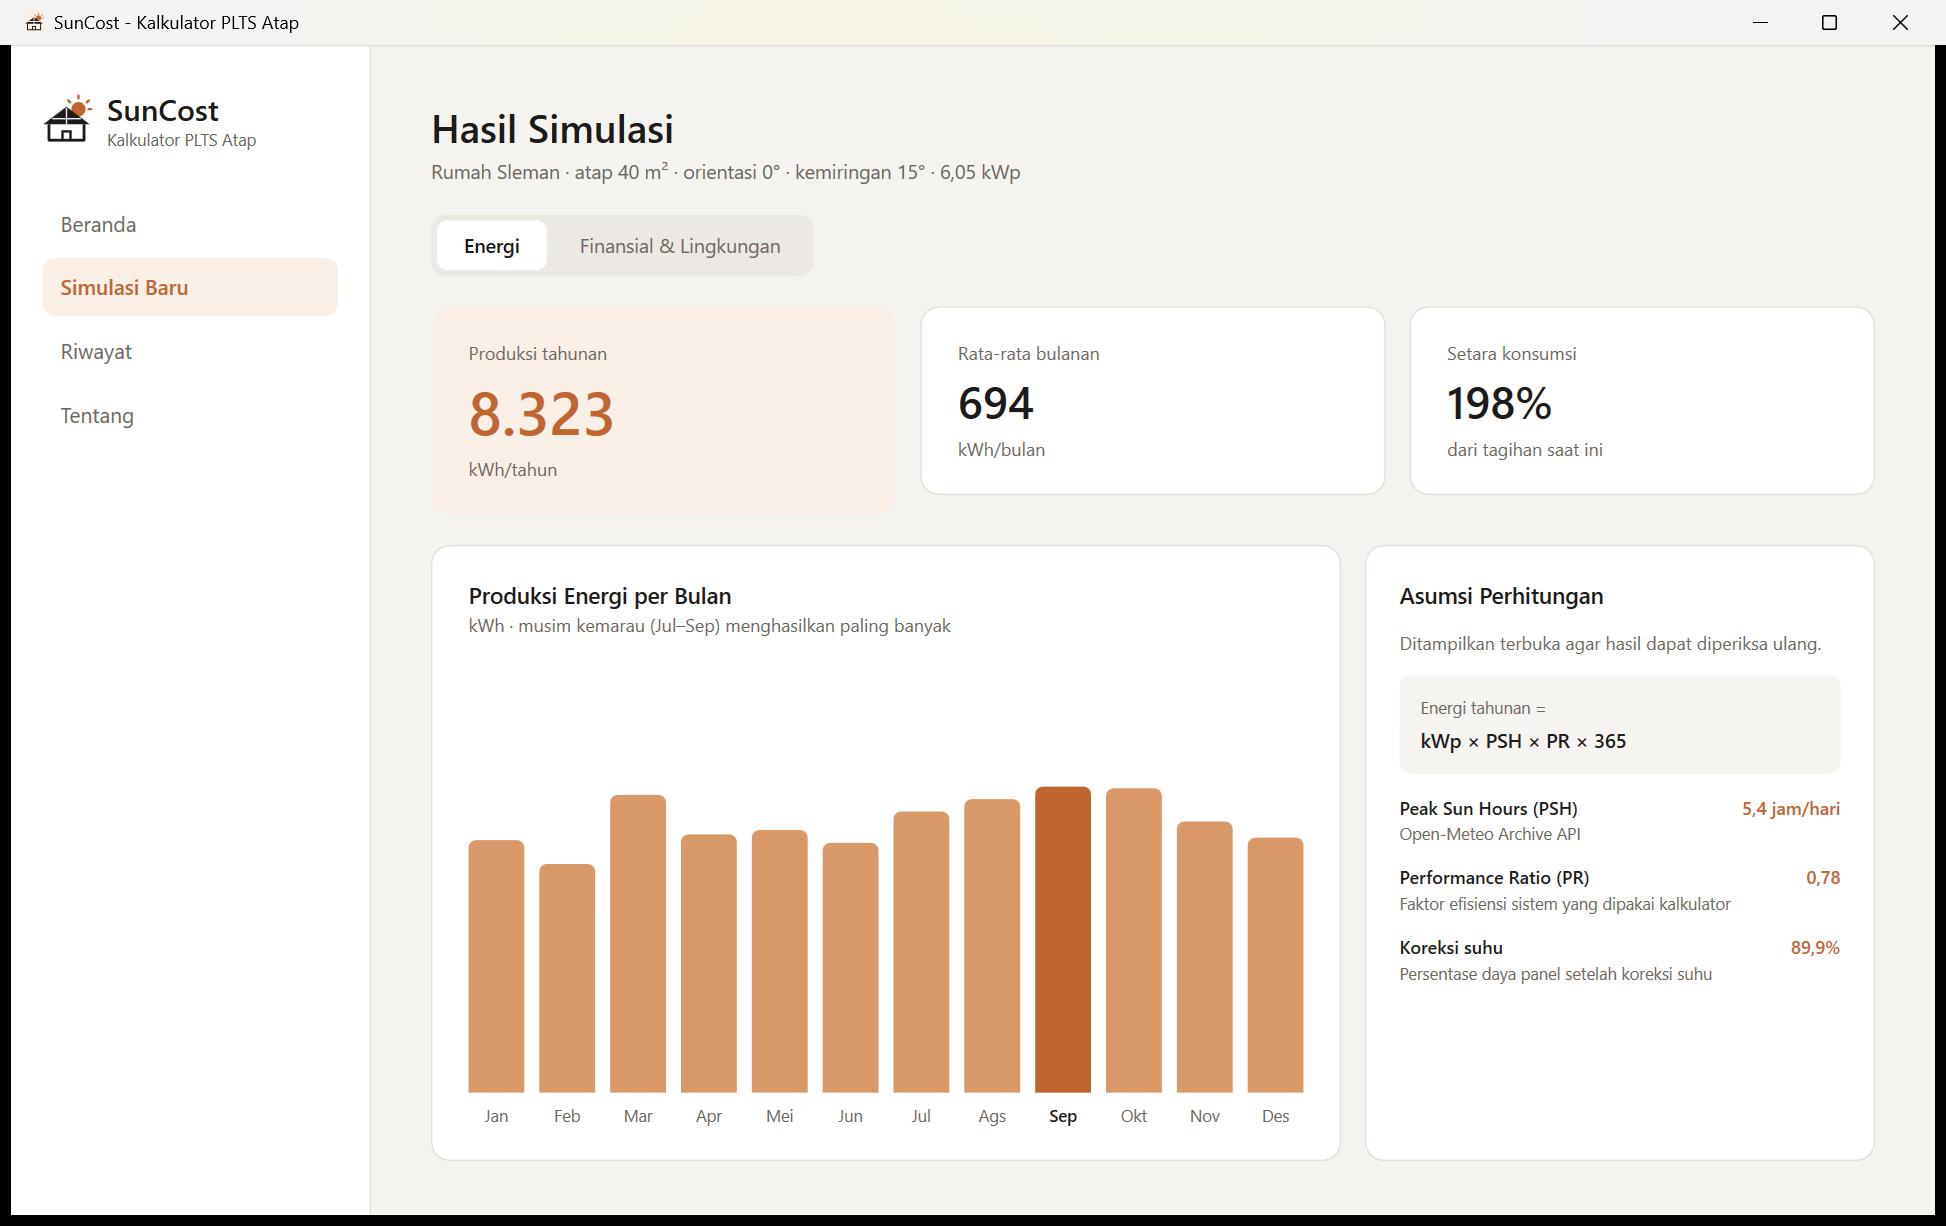 SunCost - Kalkulator PLTS Atap
SunCost
Kalkulator PLTS Atap
Beranda
Simulasi Baru
Riwayat
Tentang
Hasil Simulasi
Rumah Sleman · atap 40 m² · orientasi 0° · kemiringan 15° · 6,05 kWp
Energi
Finansial & Lingkungan
Produksi tahunan
8.323
kWh/tahun
Rata-rata bulanan
694
kWh/bulan
Setara konsumsi
198%
dari tagihan saat ini
Produksi Energi per Bulan
kWh · musim kemarau (Jul–Sep) menghasilkan paling banyak
Jan Feb Mar Apr Mei Jun Jul Ags Sep Okt Nov Des
Asumsi Perhitungan
Ditampilkan terbuka agar hasil dapat diperiksa ulang.
Energi tahunan =
kWp × PSH × PR × 365
Peak Sun Hours (PSH) 5,4 jam/hari
Open-Meteo Archive API
Performance Ratio (PR) 0,78
Faktor efisiensi sistem yang dipakai kalkulator
Koreksi suhu 89,9%
Persentase daya panel setelah koreksi suhu